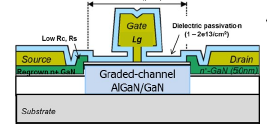 Low Rc, Rs
Dielectric passivation
(1 – 2e13/cm²)
Gate
Lg
Source
Drain
Regrown n+ GaN
n⁺-GaN (50nm)
Graded-channel
AlGaN/GaN
Substrate